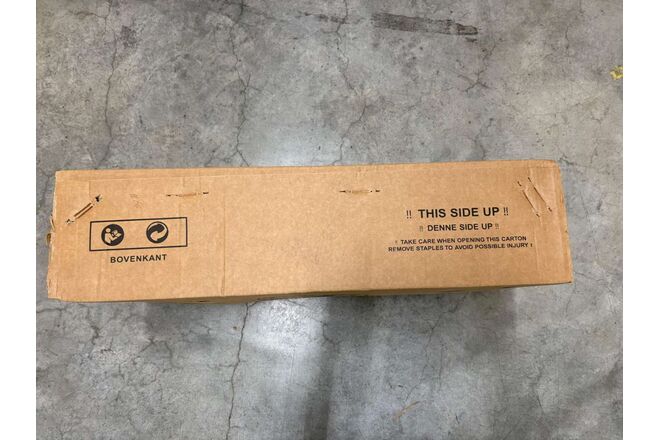 !! THIS SIDE UP !!
!! DENNE SIDE UP !!
! TAKE CARE WHEN OPENING THIS CARTON
REMOVE STAPLES TO AVOID POSSIBLE INJURY !
BOVENKANT